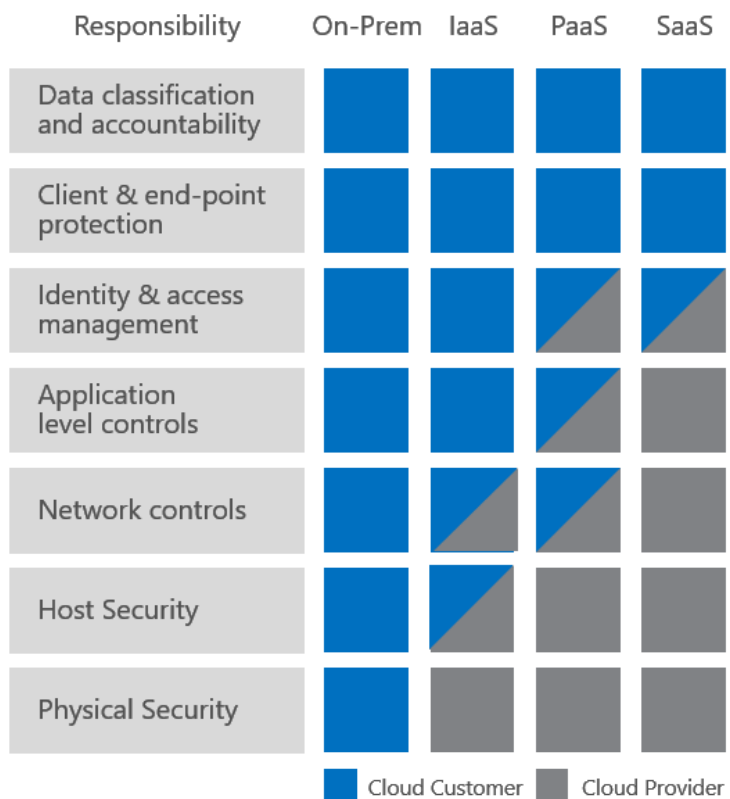 Responsibility On-Prem IaaS PaaS SaaS
Data classification
and accountability
Client & end-point
protection
Identity & access
management
Application
level controls
Network controls
Host Security
Physical Security
Cloud Customer Cloud Provider